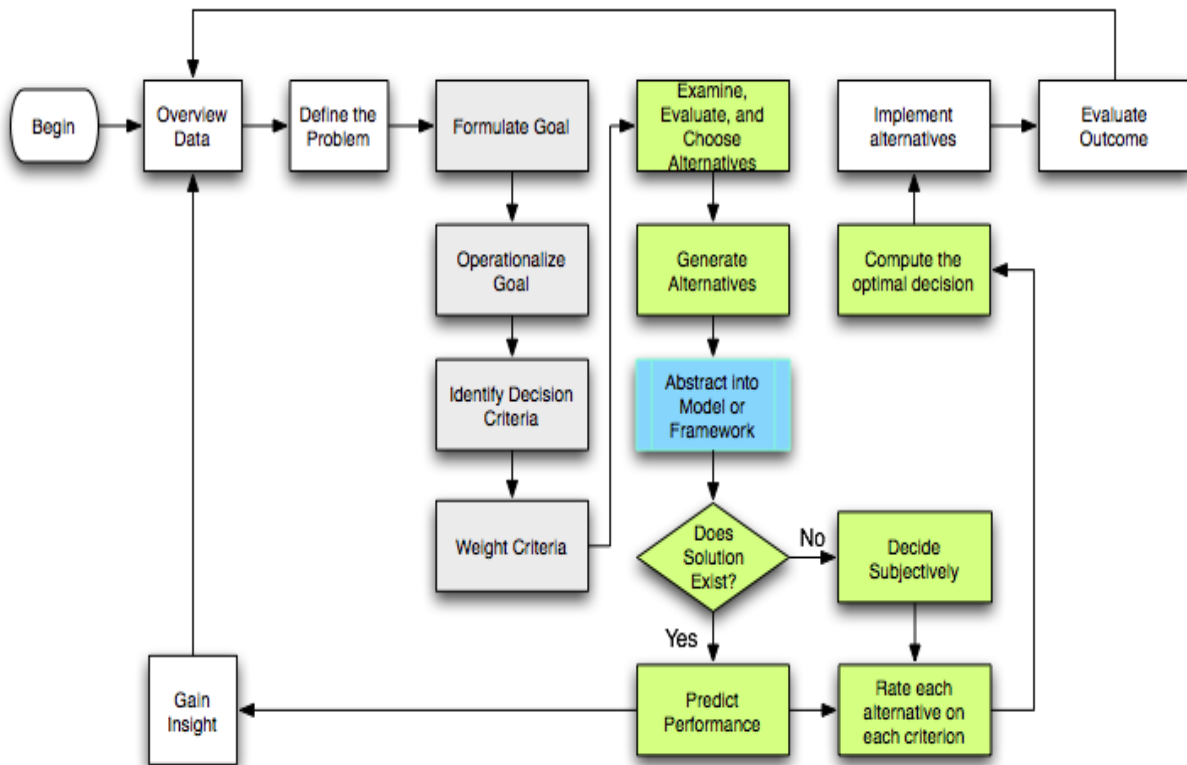 Begin
Overview
Data
Define the
Problem
Formulate Goal
Examine,
Evaluate, and
Choose
Alternatives
Implement
alternatives
Evaluate
Outcome
Operationalize
Goal
Generate
Alternatives
Compute the
optimal decision
Identify Decision
Criteria
Abstract into
Model or
Framework
Weight Criteria
Does
Solution
Exist?
No
Decide
Subjectively
Yes
Gain
Insight
Predict
Performance
Rate each
alternative on
each criterion